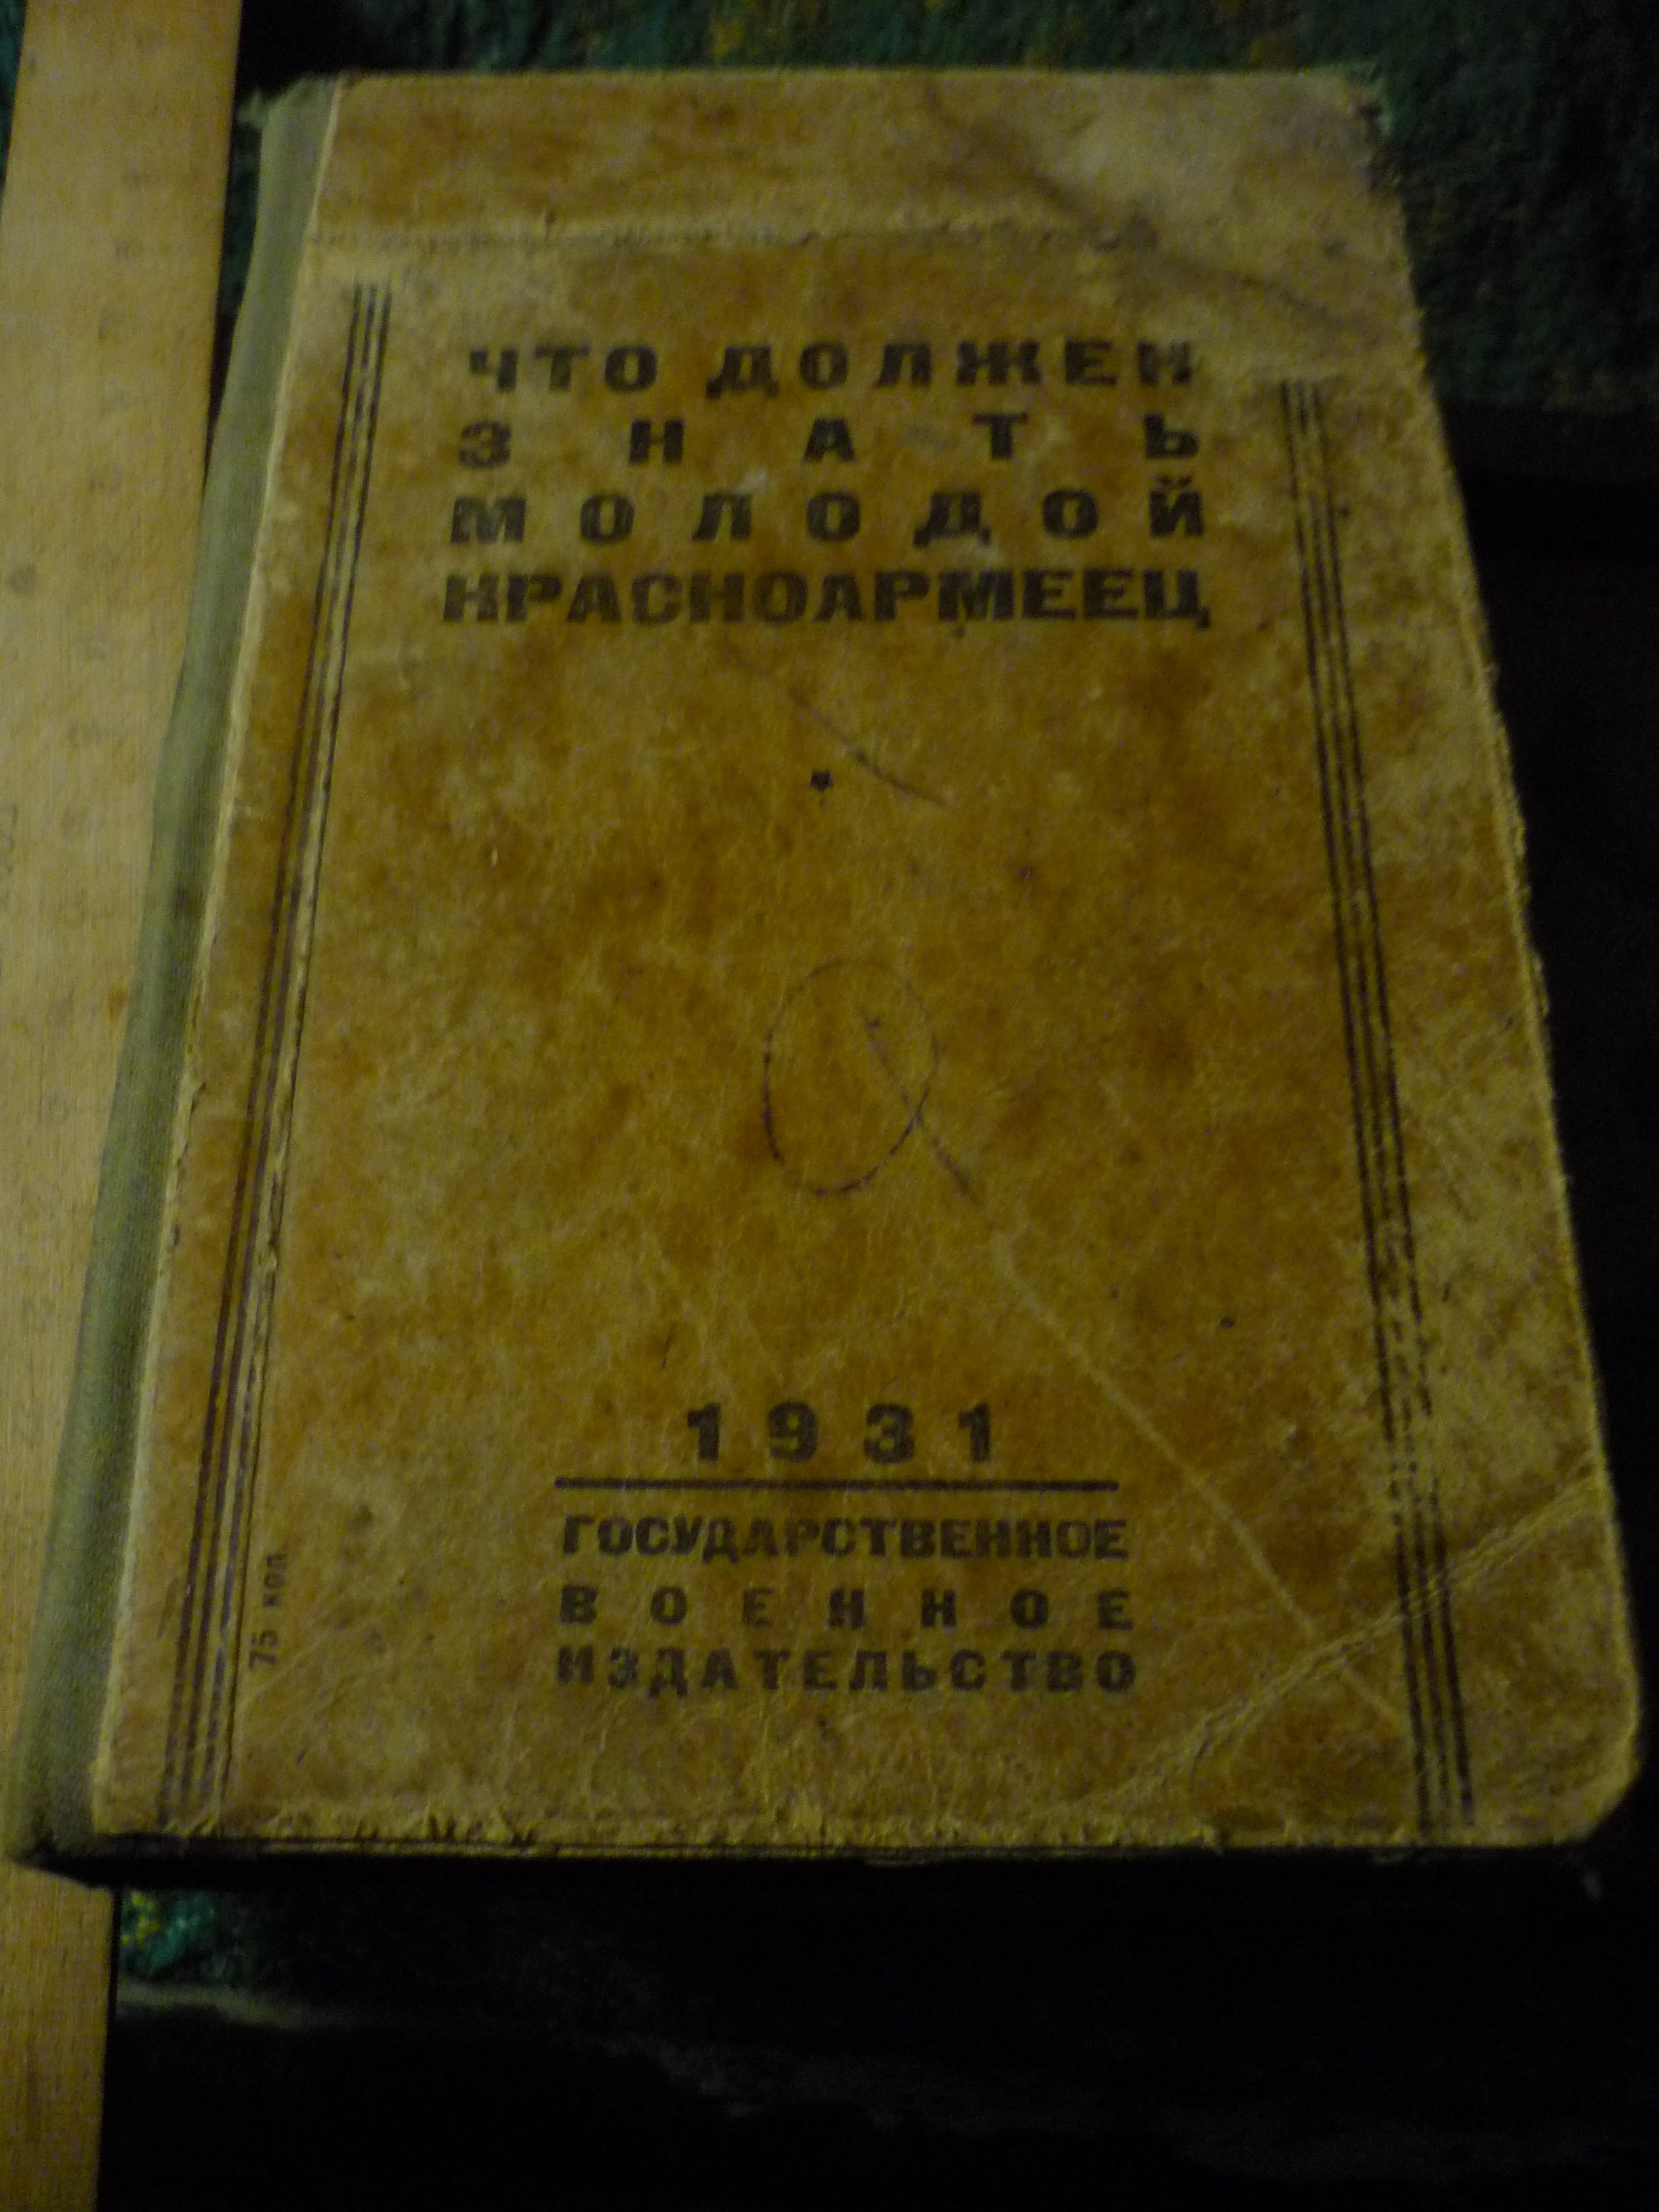 ЧТО ДОЛЖЕН
ЗНАТЬ
МОЛОДОЙ
КРАСНОАРМЕЕЦ
1931
ГОСУДАРСТВЕННОЕ
ВОЕННОЕ
ИЗДАТЕЛЬСТВО
75 коп.